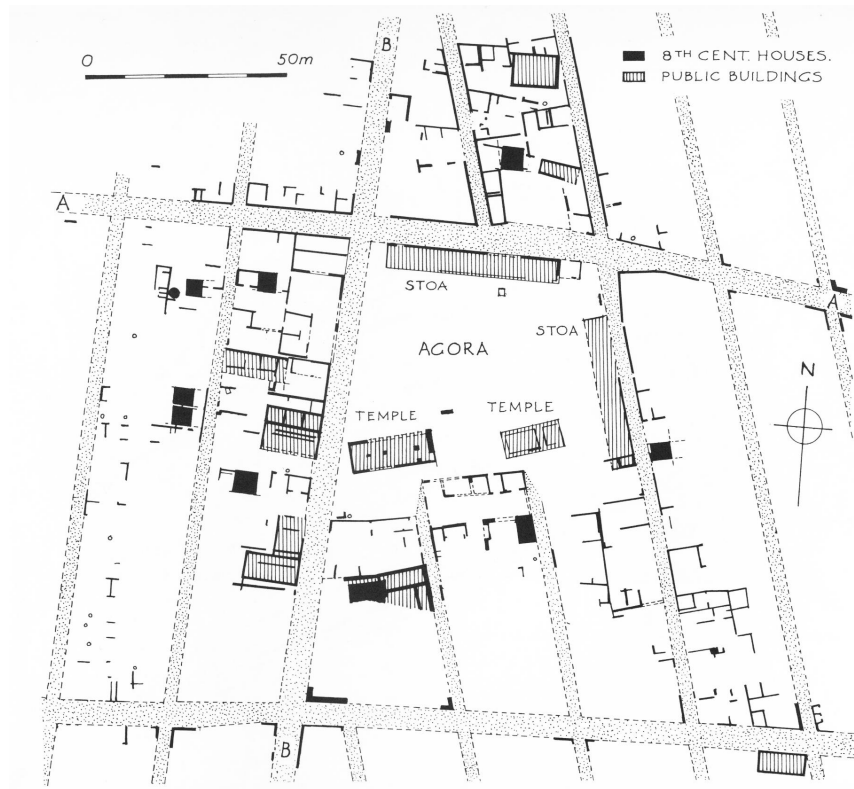 0 50m
8TH CENT. HOUSES.
PUBLIC BUILDINGS
B
A
STOA
A
STOA
AGORA
N
TEMPLE TEMPLE
B